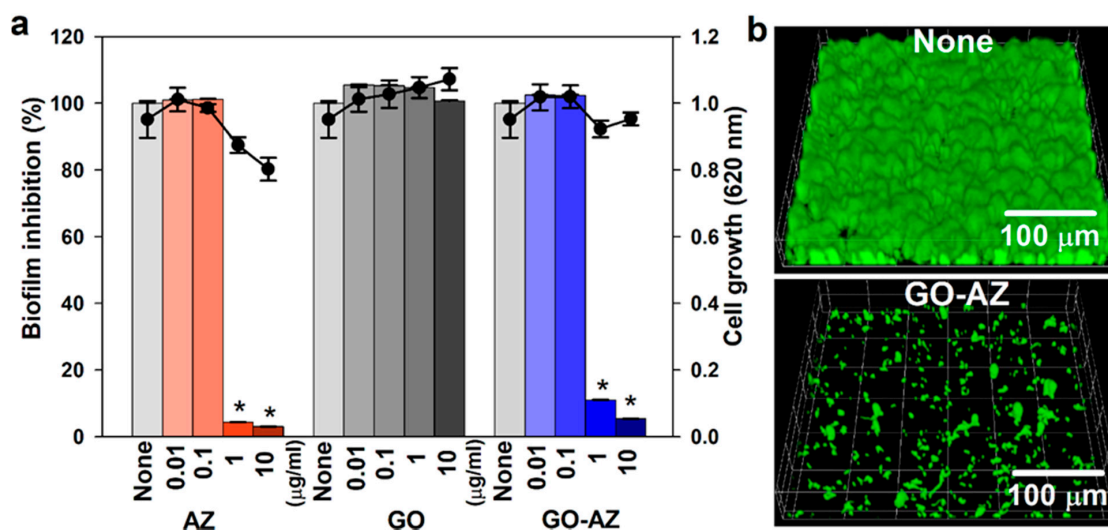 a
Biofilm inhibition (%)
120
100
80
60
40
20
0
* *
* *
1.2
1.0
0.8
0.6
0.4
0.2
0.0
Cell growth (620 nm)
None 0.01 0.1 1 10 (μg/ml) None 0.01 0.1 1 10 (μg/ml) None 0.01 0.1 1 10
AZ GO GO-AZ
b
None
100 μm
GO-AZ
100 μm